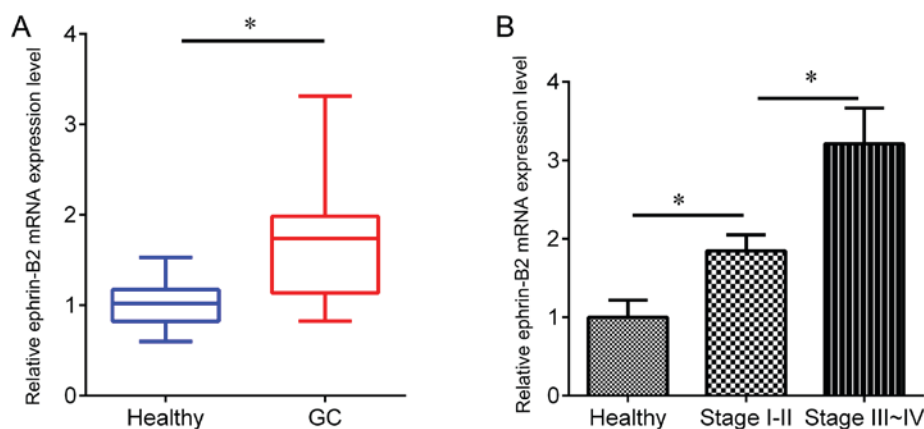 A
Relative ephrin-B2 mRNA expression level
4
3
2
1
0
*
Healthy
GC
B
Relative ephrin-B2 mRNA expression level
4
3
2
1
0
*
*
Healthy
Stage I-II
Stage III~IV